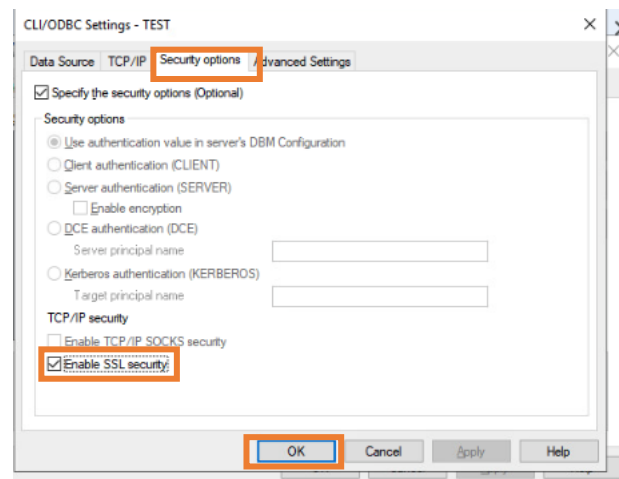 CLI/ODBC Settings - TEST
Data Source TCP/IP Security options Advanced Settings
Specify the security options (Optional)
Security options
Use authentication value in server's DBM Configuration
Client authentication (CLIENT)
Server authentication (SERVER)
Enable encryption
DCE authentication (DCE)
Server principal name
Kerberos authentication (KERBEROS)
Target principal name
TCP/IP security
Enable TCP/IP SOCKS security
Enable SSL security
OK Cancel Apply Help